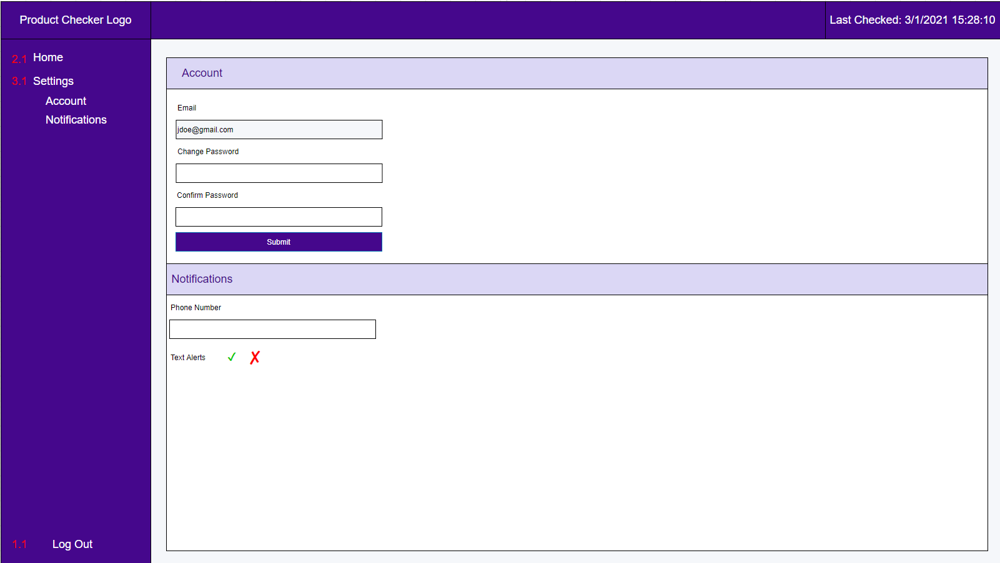 Product Checker Logo
Last Checked: 3/1/2021 15:28:10
2.1 Home
3.1 Settings
Account
Notifications
1.1 Log Out
Account
Email
jdoe@gmail.com
Change Password
Confirm Password
Submit
Notifications
Phone Number
Text Alerts ✓ ✗